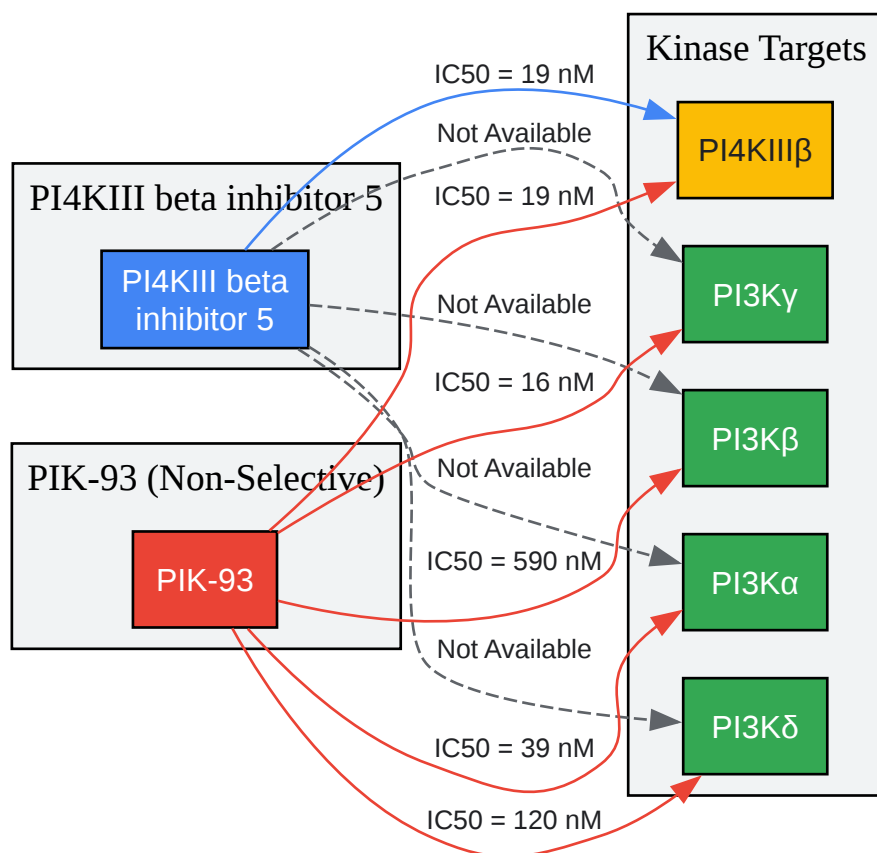 Kinase Targets
IC50 = 19 nM
Not Available
PI4KIIIβ
PI4KIII beta inhibitor 5
IC50 = 19 nM
PI4KIII beta
inhibitor 5
PI3Kγ
Not Available
IC50 = 16 nM
PI3Kβ
PIK-93 (Non-Selective)
Not Available
IC50 = 590 nM
PIK-93
PI3Kα
Not Available
PI3Kδ
IC50 = 39 nM
IC50 = 120 nM